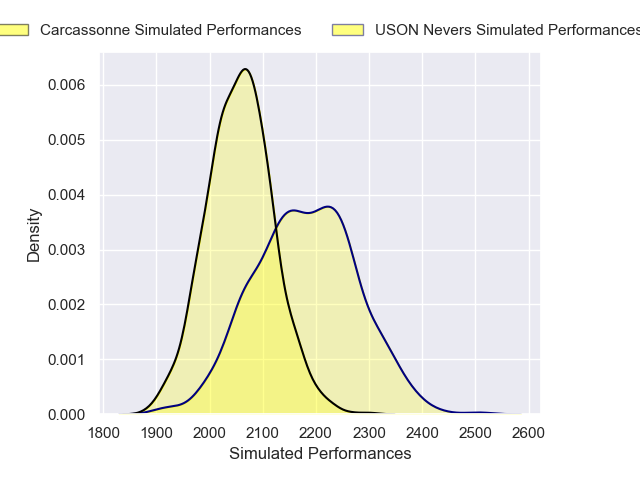 Carcassonne Simulated Performances
USON Nevers Simulated Performances
0.006
0.005
0.004
0.003
0.002
0.001
0.000
Density
1800 1900 2000 2100 2200 2300 2400 2500 2600
Simulated Performances